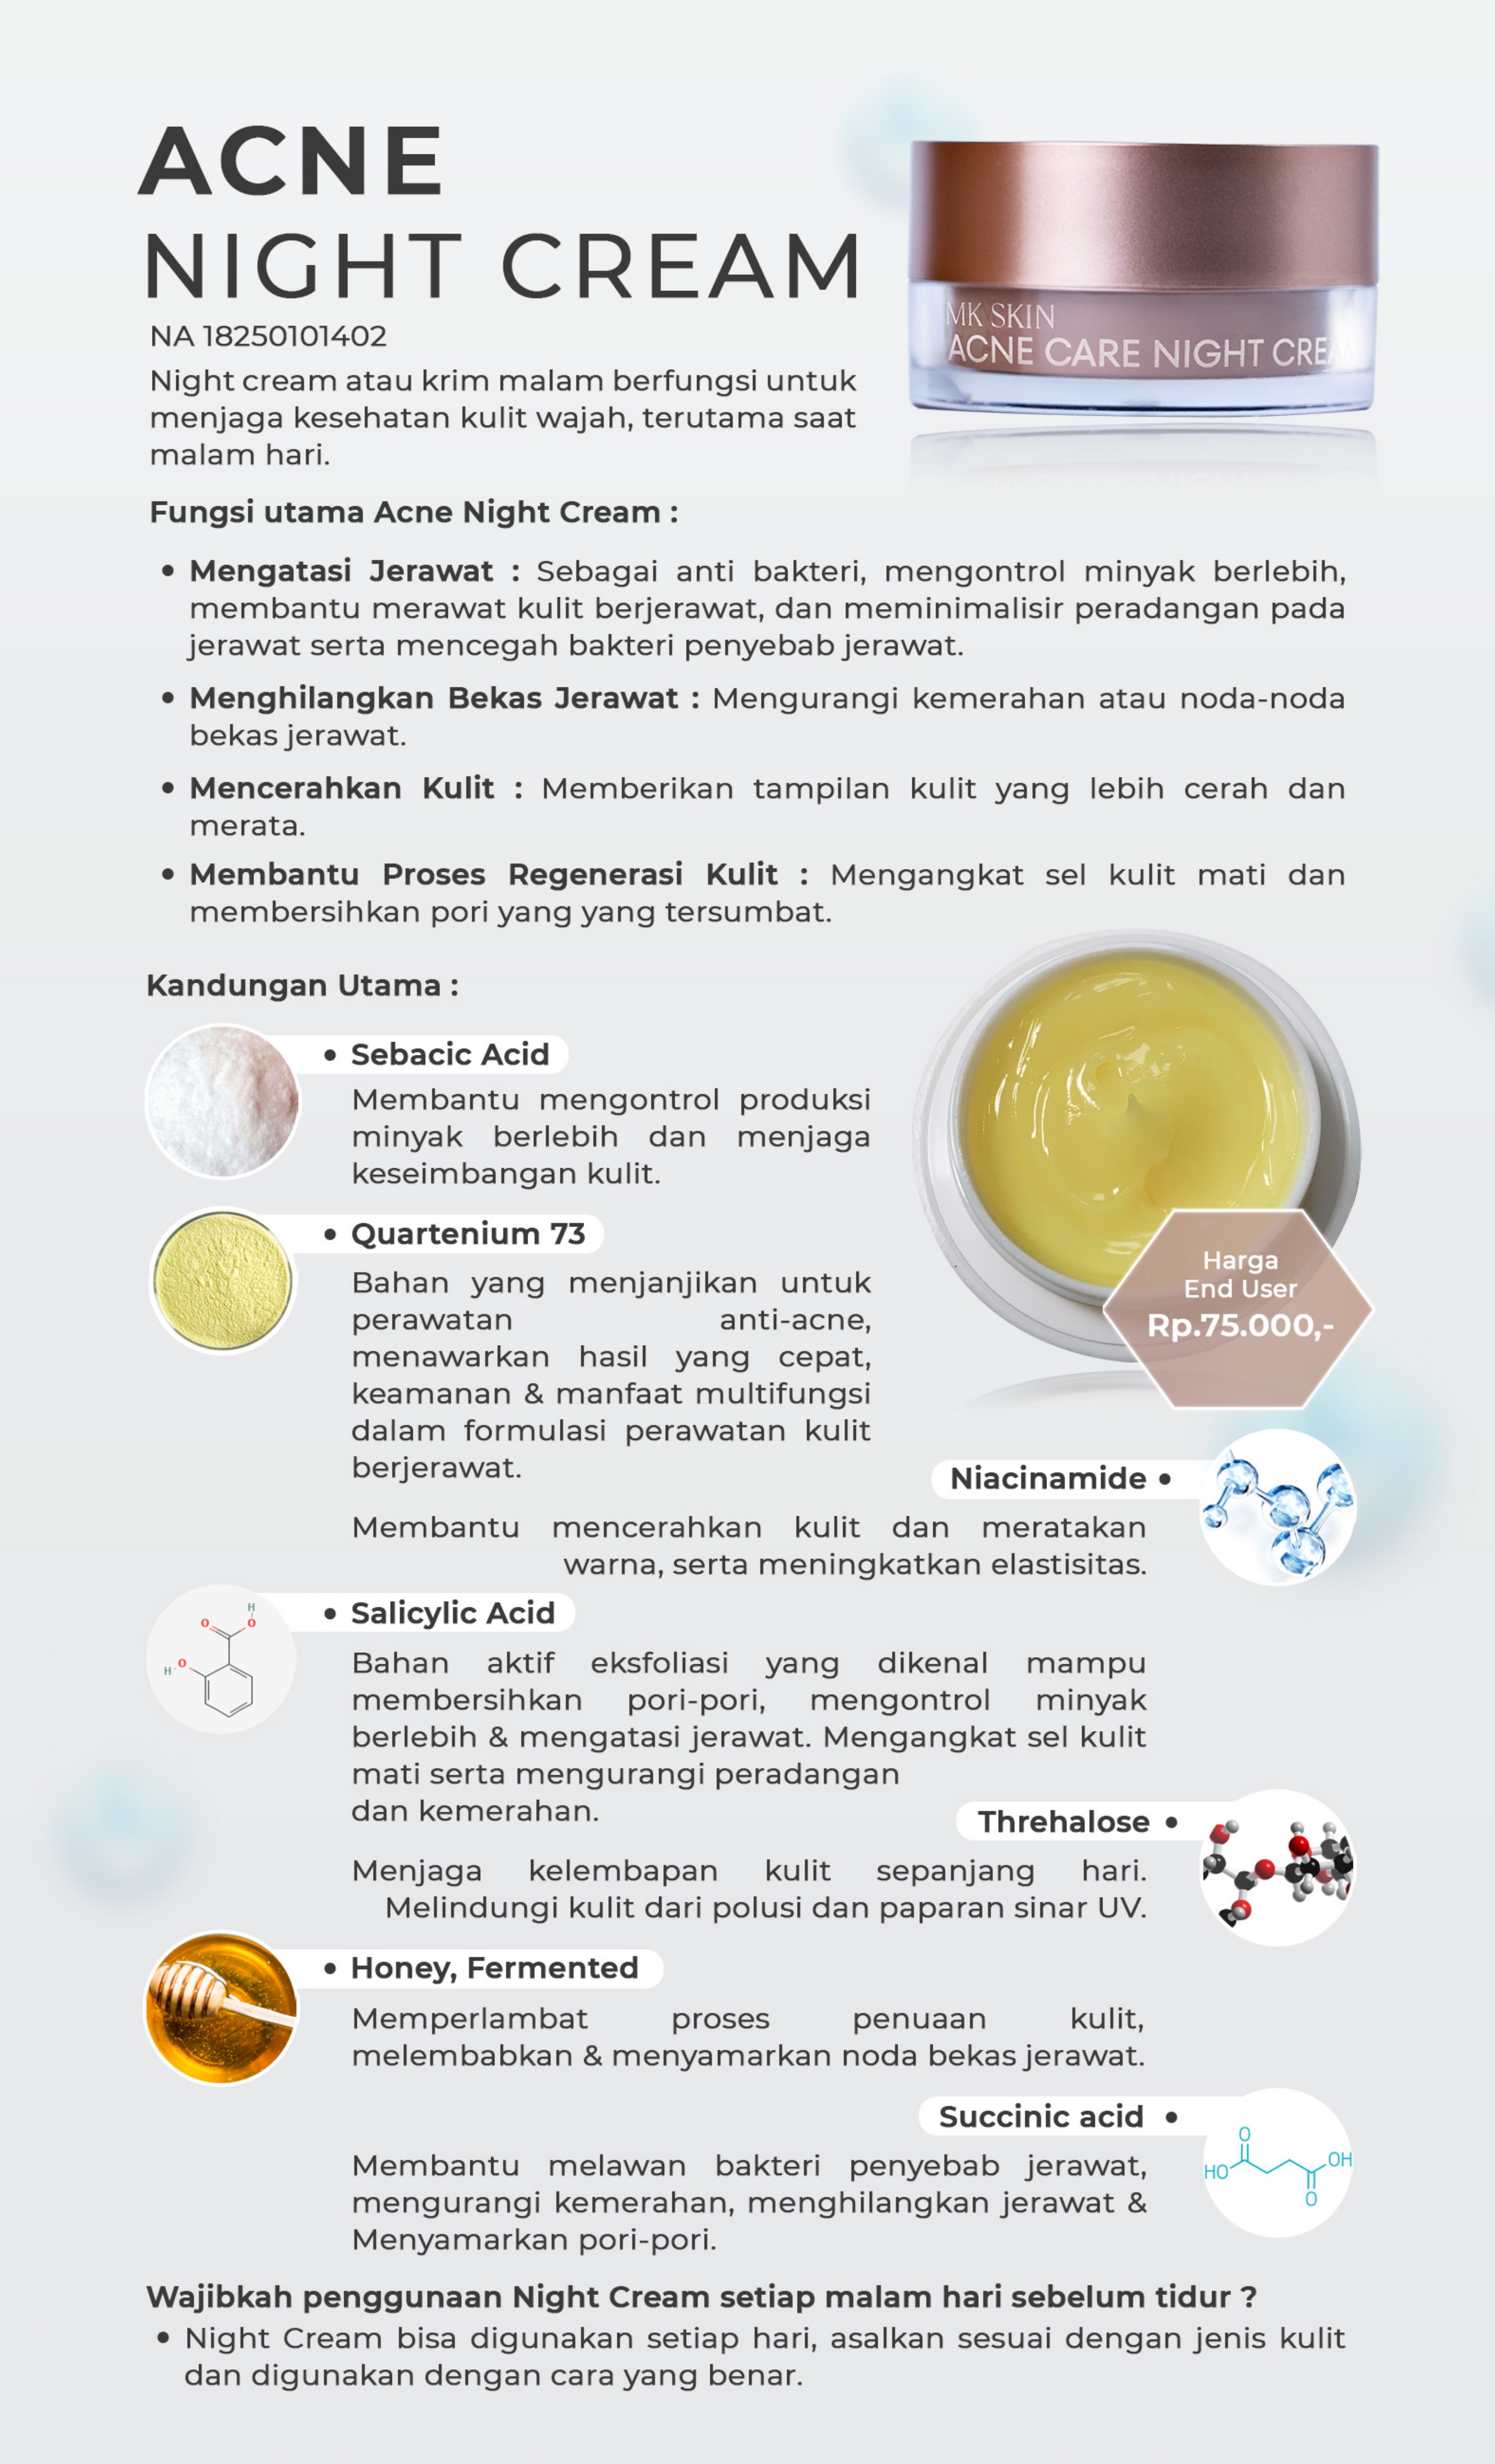 ACNE
NIGHT CREAM
NA 18250101402
Night cream atau krim malam berfungsi untuk
menjaga kesehatan kulit wajah, terutama saat
malam hari.
MK SKIN
ACNE CARE NIGHT CREAM
Fungsi utama Acne Night Cream :
• Mengatasi Jerawat : Sebagai anti bakteri, mengontrol minyak berlebih,
membantu merawat kulit berjerawat, dan meminimalisir peradangan pada
jerawat serta mencegah bakteri penyebab jerawat.
• Menghilangkan Bekas Jerawat : Mengurangi kemerahan atau noda-noda
bekas jerawat.
• Mencerahkan Kulit : Memberikan tampilan kulit yang lebih cerah dan
merata.
• Membantu Proses Regenerasi Kulit : Mengangkat sel kulit mati dan
membersihkan pori yang yang tersumbat.
Kandungan Utama :
• Sebacic Acid
Membantu mengontrol produksi
minyak berlebih dan menjaga
keseimbangan kulit.
• Quartenium 73
Bahan yang menjanjikan untuk
perawatan anti-acne,
menawarkan hasil yang cepat,
keamanan & manfaat multifungsi
dalam formulasi perawatan kulit
berjerawat.
Harga
End User
Rp.75.000,-
Niacinamide •
Membantu mencerahkan kulit dan meratakan
warna, serta meningkatkan elastisitas.
• Salicylic Acid
H
O
O
H
O
Bahan aktif eksfoliasi yang dikenal mampu
membersihkan pori-pori, mengontrol minyak
berlebih & mengatasi jerawat. Mengangkat sel kulit
mati serta mengurangi peradangan
dan kemerahan.
Threhalose •
Menjaga kelembapan kulit sepanjang hari.
Melindungi kulit dari polusi dan paparan sinar UV.
• Honey, Fermented
Memperlambat proses penuaan kulit,
melembabkan & menyamarkan noda bekas jerawat.
Succinic acid •
O
HO
OH
O
Membantu melawan bakteri penyebab jerawat,
mengurangi kemerahan, menghilangkan jerawat &
Menyamarkan pori-pori.
Wajibkah penggunaan Night Cream setiap malam hari sebelum tidur ?
• Night Cream bisa digunakan setiap hari, asalkan sesuai dengan jenis kulit
dan digunakan dengan cara yang benar.